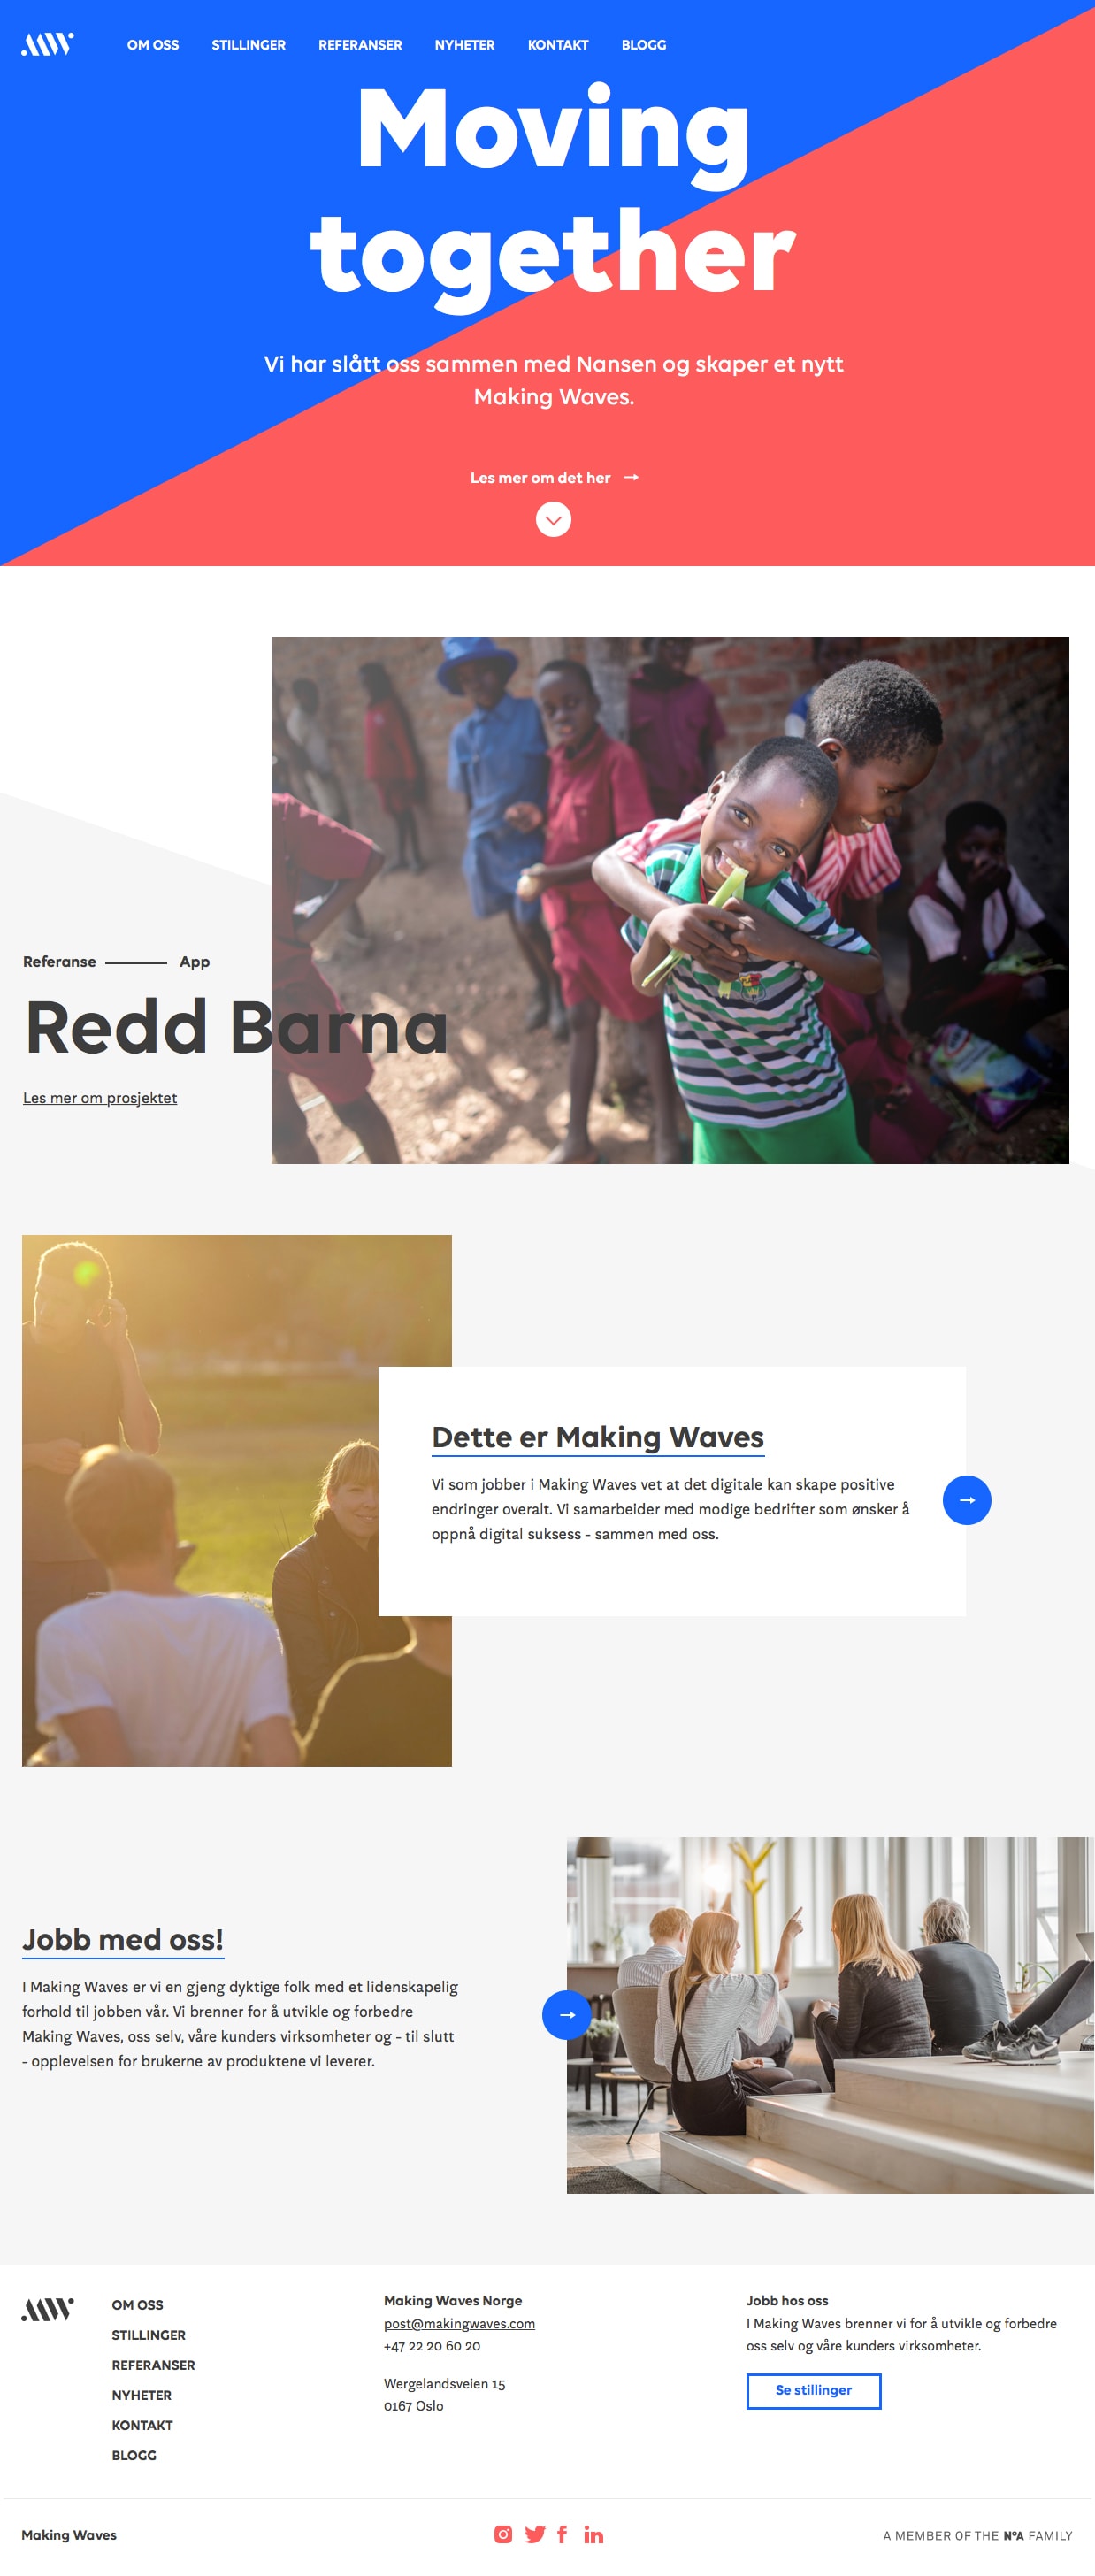 OM OSS STILLINGER REFERANSER NYHETER KONTAKT BLOGG
Moving
together
Vi har slått oss sammen med Nansen og skaper et nytt
Making Waves.
Les mer om det her →
Referanse App
Redd Barna
Les mer om prosjektet
Dette er Making Waves
Vi som jobber i Making Waves vet at det digitale kan skape positive
endringer overalt. Vi samarbeider med modige bedrifter som ønsker å
oppnå digital suksess - sammen med oss.
Jobb med oss!
I Making Waves er vi en gjeng dyktige folk med et lidenskapelig
forhold til jobben vår. Vi brenner for å utvikle og forbedre
Making Waves, oss selv, våre kunders virksomheter og - til slutt
- opplevelsen for brukerne av produktene vi leverer.
OM OSS
STILLINGER
REFERANSER
NYHETER
KONTAKT
BLOGG
Making Waves Norge
post@makingwaves.com
+47 22 20 60 20
Wergelandsveien 15
0167 Oslo
Jobb hos oss
I Making Waves brenner vi for å utvikle og forbedre
oss selv og våre kunders virksomheter.
Se stillinger
Making Waves
A MEMBER OF THE NºA FAMILY